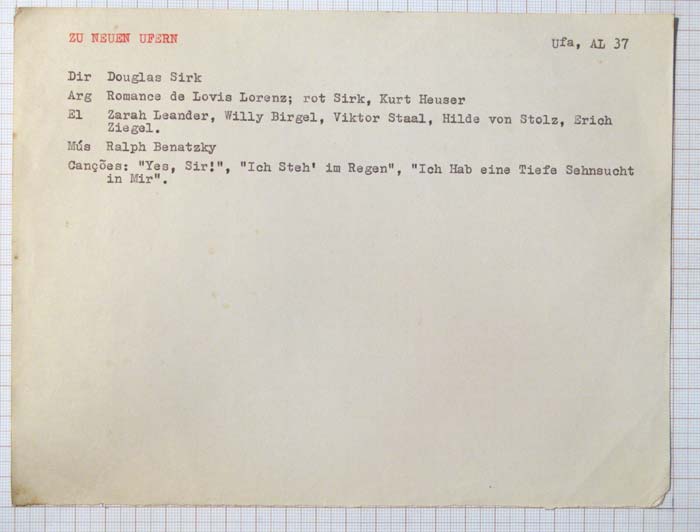 ZU NEUEN UFERN
Ufa, AL 37
Dir Douglas Sirk
Arg Romance de Lovis Lorenz; rot Sirk, Kurt Heuser
El Zarah Leander, Willy Birgel, Viktor Staal, Hilde von Stolz, Erich
Ziegel.
Mús Ralph Benatzky
Canções: "Yes, Sir!", "Ich Steh' im Regen", "Ich Hab eine Tiefe Sehnsucht
in Mir".